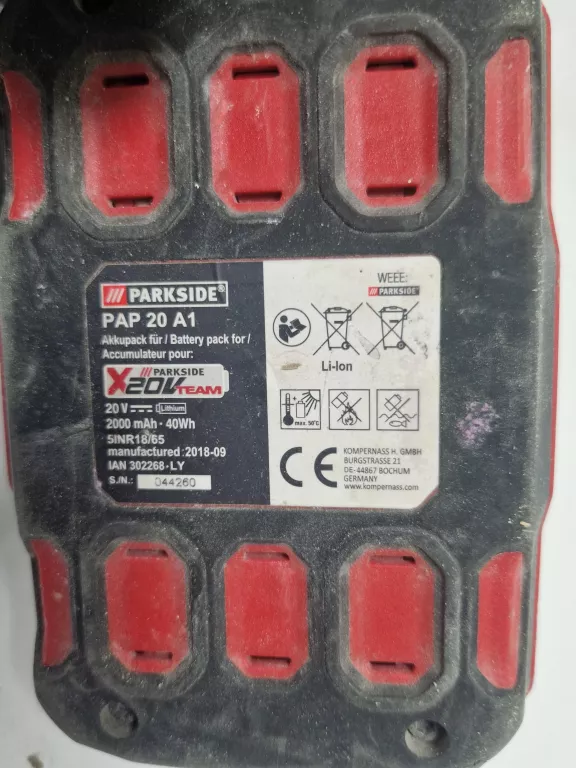 PARKSIDE®
PAP 20 A1
Akkupack für / Battery pack for /
Accumulateur pour:
PARKSIDE
X20V TEAM
20 V Lithium
2000 mAh · 40Wh
5INR18/65
manufactured:2018-09
IAN 302268-LY
S./N.: 044260
WEEE:
PARKSIDE
Li-Ion
max. 50°C
CE
KOMPERNASS H. GMBH
BURGSTRASSE 21
DE-44867 BOCHUM
GERMANY
www.kompernass.com